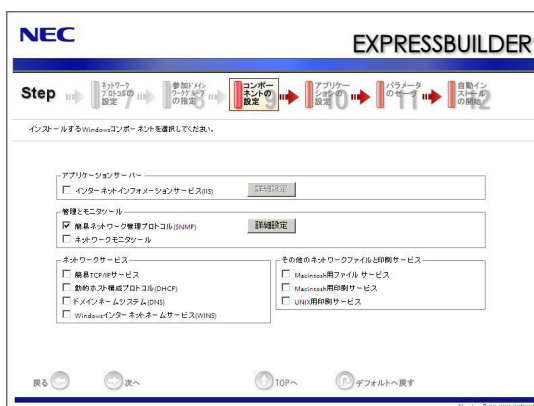 NEC
EXPRESSBUILDER
Step
ネットワーク
プロトコルの
設定 7
参加ドメイン
ワークグループ
の指定 8
コンポー
ネントの
設定 9
アプリケー
ションの
設定 10
パラメータ
のセーブ 11
自動イン
ストール
の開始 12
インストールするWindowsコンポーネントを選択してください。
アプリケーションサーバー
インターネットインフォメーションサービス(IIS)
詳細設定
管理とモニタツール
簡易ネットワーク管理プロトコル(SNMP)
詳細設定
ネットワークモニタツール
ネットワークサービス
簡易TCP/IPサービス
動的ホスト構成プロトコル(DHCP)
ドメインネームシステム(DNS)
Windowsインターネットネームサービス(WINS)
その他のネットワークファイルと印刷サービス
Macintosh用ファイル サービス
Macintosh用印刷サービス
UNIX用印刷サービス
戻る
次へ
TOPへ
デフォルトへ戻す